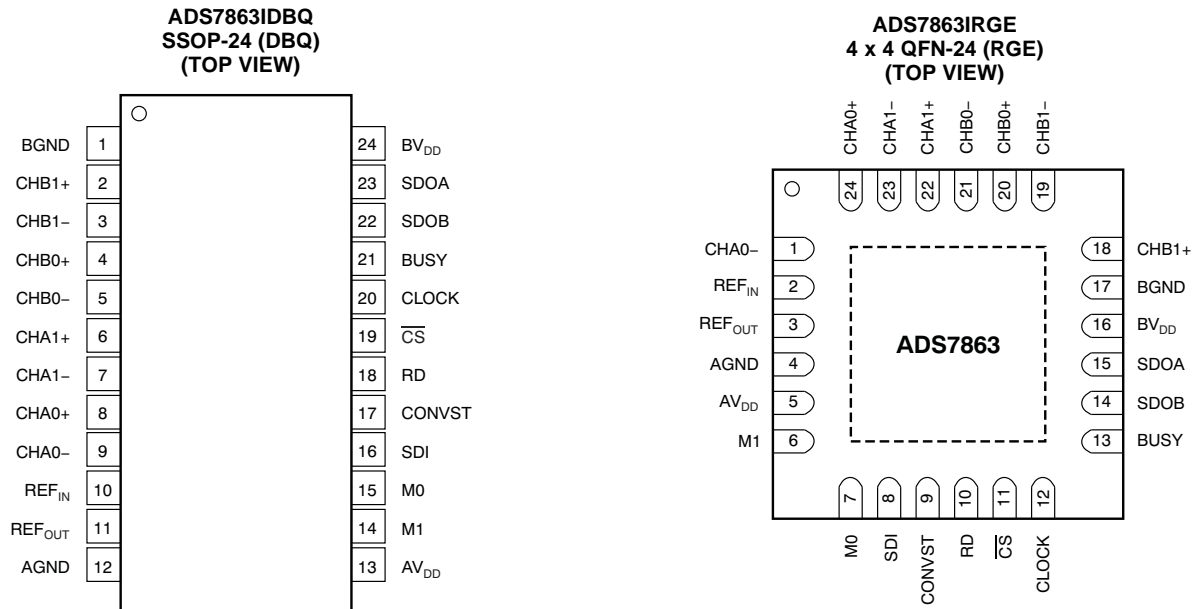 ADS7863IDBQ
SSOP-24 (DBQ)
(TOP VIEW)
BGND 1
CHB1+ 2
CHB1− 3
CHB0+ 4
CHB0− 5
CHA1+ 6
CHA1− 7
CHA0+ 8
CHA0− 9
REFIN 10
REFOUT 11
AGND 12
24 BVDD
23 SDOA
22 SDOB
21 BUSY
20 CLOCK
19 C̅S̅
18 RD
17 CONVST
16 SDI
15 M0
14 M1
13 AVDD
ADS7863IRGE
4 x 4 QFN-24 (RGE)
(TOP VIEW)
CHA0+ CHA1− CHA1+ CHB0− CHB0+ CHB1−
24 23 22 21 20 19
CHA0− 1
REFIN 2
REFOUT 3
AGND 4
AVDD 5
M1 6
ADS7863
18 CHB1+
17 BGND
16 BVDD
15 SDOA
14 SDOB
13 BUSY
7 8 9 10 11 12
M0 SDI CONVST RD C̅S̅ CLOCK